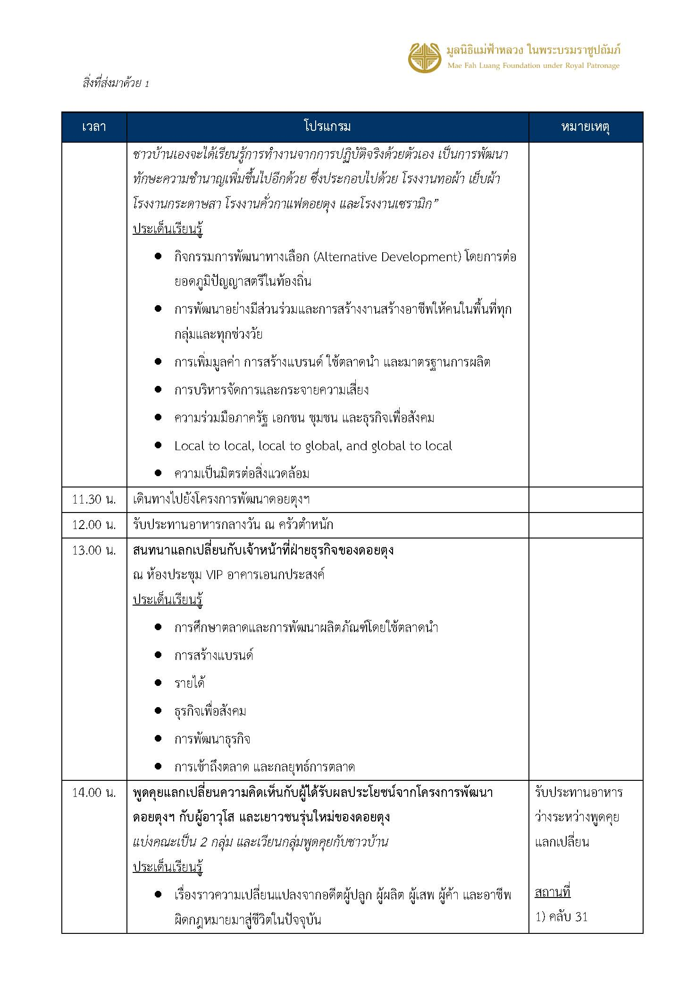 มูลนิธิแม่ฟ้าหลวง ในพระบรมราชูปถัมภ์
Mae Fah Luang Foundation under Royal Patronage
สิ่งที่ส่งมาด้วย 1
เวลา โปรแกรม หมายเหตุ
ชาวบ้านเองจะได้เรียนรู้การทำงานจากการปฏิบัติจริงด้วยตัวเอง เป็นการพัฒนา
ทักษะความชำนาญเพิ่มขึ้นไปอีกด้วย ซึ่งประกอบไปด้วย โรงงานทอผ้า เย็บผ้า
โรงงานกระดาษสา โรงงานคั่วกาแฟดอยตุง และโรงงานเซรามิก”
ประเด็นเรียนรู้
● กิจกรรมการพัฒนาทางเลือก (Alternative Development) โดยการต่อ
ยอดภูมิปัญญาสตรีในท้องถิ่น
● การพัฒนาอย่างมีส่วนร่วมและการสร้างงานสร้างอาชีพให้คนในพื้นที่ทุก
กลุ่มและทุกช่วงวัย
● การเพิ่มมูลค่า การสร้างแบรนด์ ใช้ตลาดนำ และมาตรฐานการผลิต
● การบริหารจัดการและกระจายความเสี่ยง
● ความร่วมมือภาครัฐ เอกชน ชุมชน และธุรกิจเพื่อสังคม
● Local to local, local to global, and global to local
● ความเป็นมิตรต่อสิ่งแวดล้อม
11.30 น. เดินทางไปยังโครงการพัฒนาดอยตุงฯ
12.00 น. รับประทานอาหารกลางวัน ณ ครัวตำหนัก
13.00 น. สนทนาแลกเปลี่ยนกับเจ้าหน้าที่ฝ่ายธุรกิจของดอยตุง
ณ ห้องประชุม VIP อาคารเอนกประสงค์
ประเด็นเรียนรู้
● การศึกษาตลาดและการพัฒนาผลิตภัณฑ์โดยใช้ตลาดนำ
● การสร้างแบรนด์
● รายได้
● ธุรกิจเพื่อสังคม
● การพัฒนาธุรกิจ
● การเข้าถึงตลาด และกลยุทธ์การตลาด
14.00 น. พูดคุยแลกเปลี่ยนความคิดเห็นกับผู้ได้รับผลประโยชน์จากโครงการพัฒนา
ดอยตุงฯ กับผู้อาวุโส และเยาวชนรุ่นใหม่ของดอยตุง
แบ่งคณะเป็น 2 กลุ่ม และเวียนกลุ่มพูดคุยกับชาวบ้าน
ประเด็นเรียนรู้
● เรื่องราวความเปลี่ยนแปลงจากอดีตผู้ปลูก ผู้ผลิต ผู้เสพ ผู้ค้า และอาชีพ
ผิดกฎหมายมาสู่ชีวิตในปัจจุบัน
รับประทานอาหาร
ว่างระหว่างพูดคุย
แลกเปลี่ยน
สถานที่
1) คลับ 31